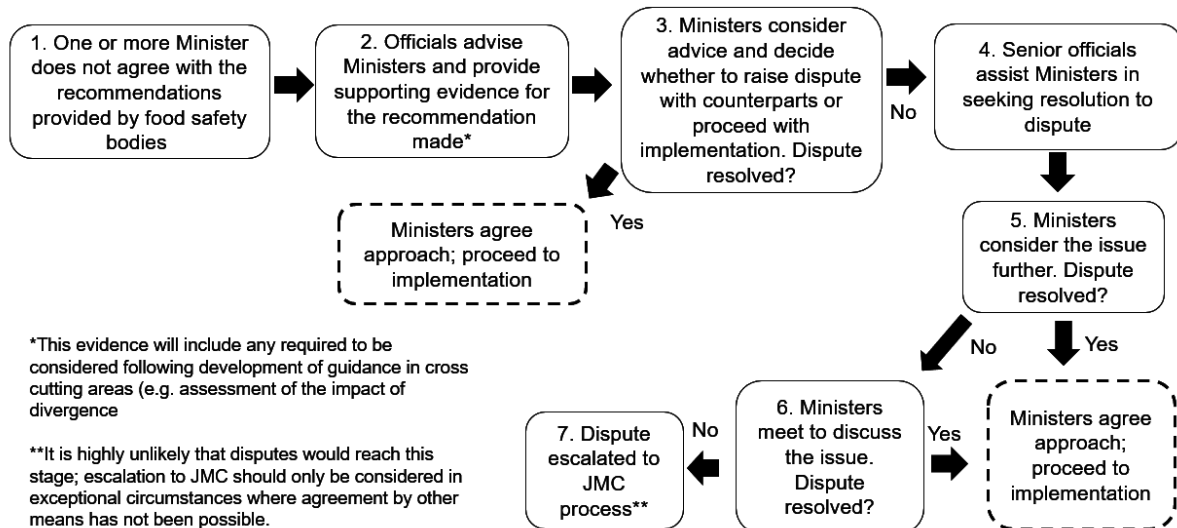 1. One or more Minister
does not agree with the
recommendations
provided by food safety
bodies
2. Officials advise
Ministers and provide
supporting evidence for
the recommendation
made*
3. Ministers consider
advice and decide
whether to raise dispute
with counterparts or
proceed with
implementation. Dispute
resolved?
No
4. Senior officials
assist Ministers in
seeking resolution to
dispute
Yes
Ministers agree
approach; proceed to
implementation
5. Ministers
consider the issue
further. Dispute
resolved?
No
Yes
6. Ministers
meet to discuss
the issue.
Dispute
resolved?
Yes
Ministers agree
approach;
proceed to
implementation
No
7. Dispute
escalated to
JMC
process**
*This evidence will include any required to be
considered following development of guidance in cross
cutting areas (e.g. assessment of the impact of
divergence
**It is highly unlikely that disputes would reach this
stage; escalation to JMC should only be considered in
exceptional circumstances where agreement by other
means has not been possible.